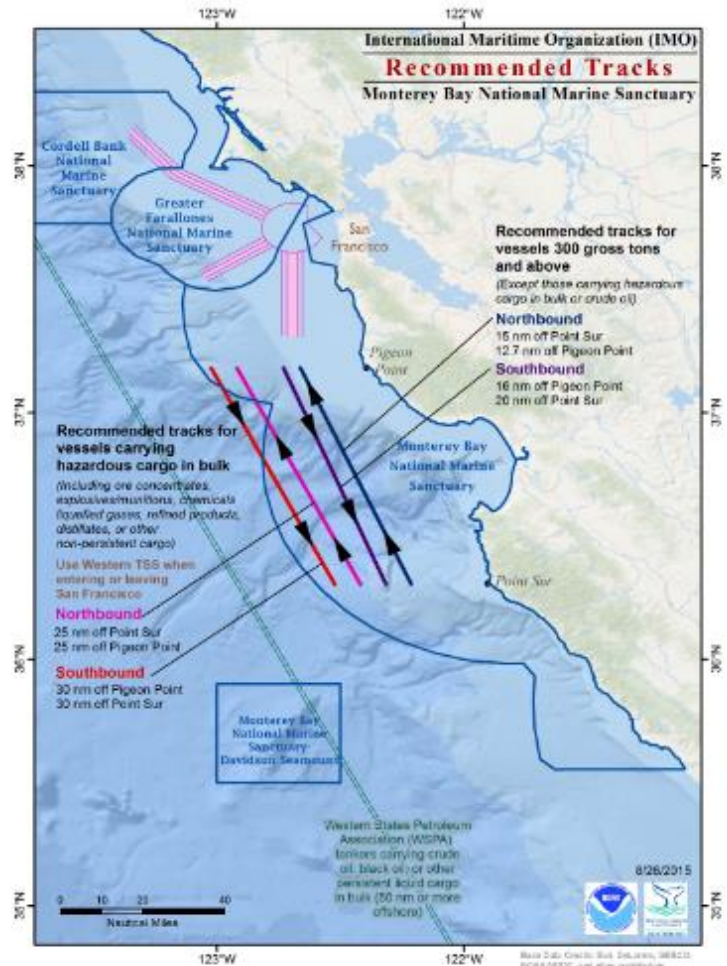 123°W
122°W
International Maritime Organization (IMO)
Recommended Tracks
Monterey Bay National Marine Sanctuary
38°N
38°N
Cordell Bank
National
Marine
Sanctuary
Greater
Farallones
National Marine
Sanctuary
San
Francisco
Recommended tracks for
vessels 300 gross tons
and above
(Except those carrying hazardous
cargo in bulk or crude oil)
Northbound
15 nm off Point Sur
12.7 nm off Pigeon Point
Southbound
16 nm off Pigeon Point
20 nm off Point Sur
Pigeon
Point
37°N
37°N
Recommended tracks for
vessels carrying
hazardous cargo in bulk
(Including ore concentrates,
explosives/munitions, chemicals
liquefied gases, refined products,
distillates, or other
non-persistent cargo)
Use Western TSS when
entering or leaving
San Francisco
Northbound
25 nm off Point Sur
25 nm off Pigeon Point
Southbound
30 nm off Pigeon Point
30 nm off Point Sur
Monterey Bay
National Marine
Sanctuary
Point Sur
36°N
36°N
Monterey Bay
National Marine
Sanctuary-
Davidson Seamount
Western States Petroleum
Association (WSPA)
tankers carrying crude
oil, black oil, or other
persistent liquid cargo
in bulk (50 nm or more
offshore)
8/26/2015
0 10 20 40
Nautical Miles
35°N
35°N
123°W
122°W